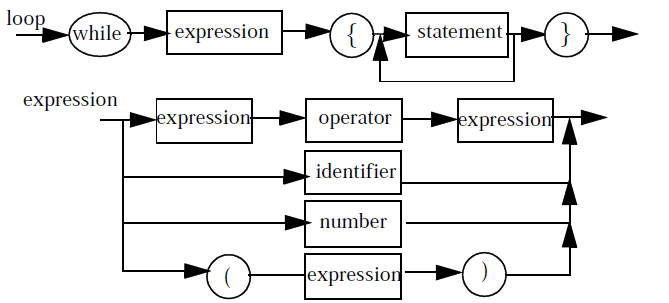 loop
while expression { statement }
expression
expression operator expression
identifier
number
( expression )